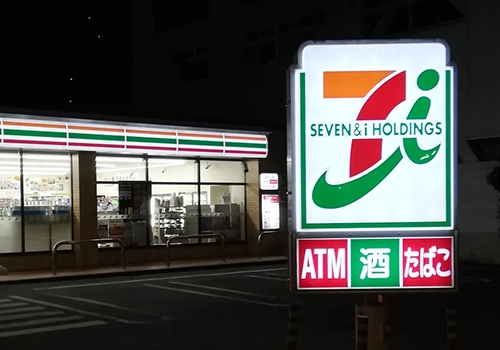 7i
SEVEN & i HOLDINGS
ATM 酒 たばこ